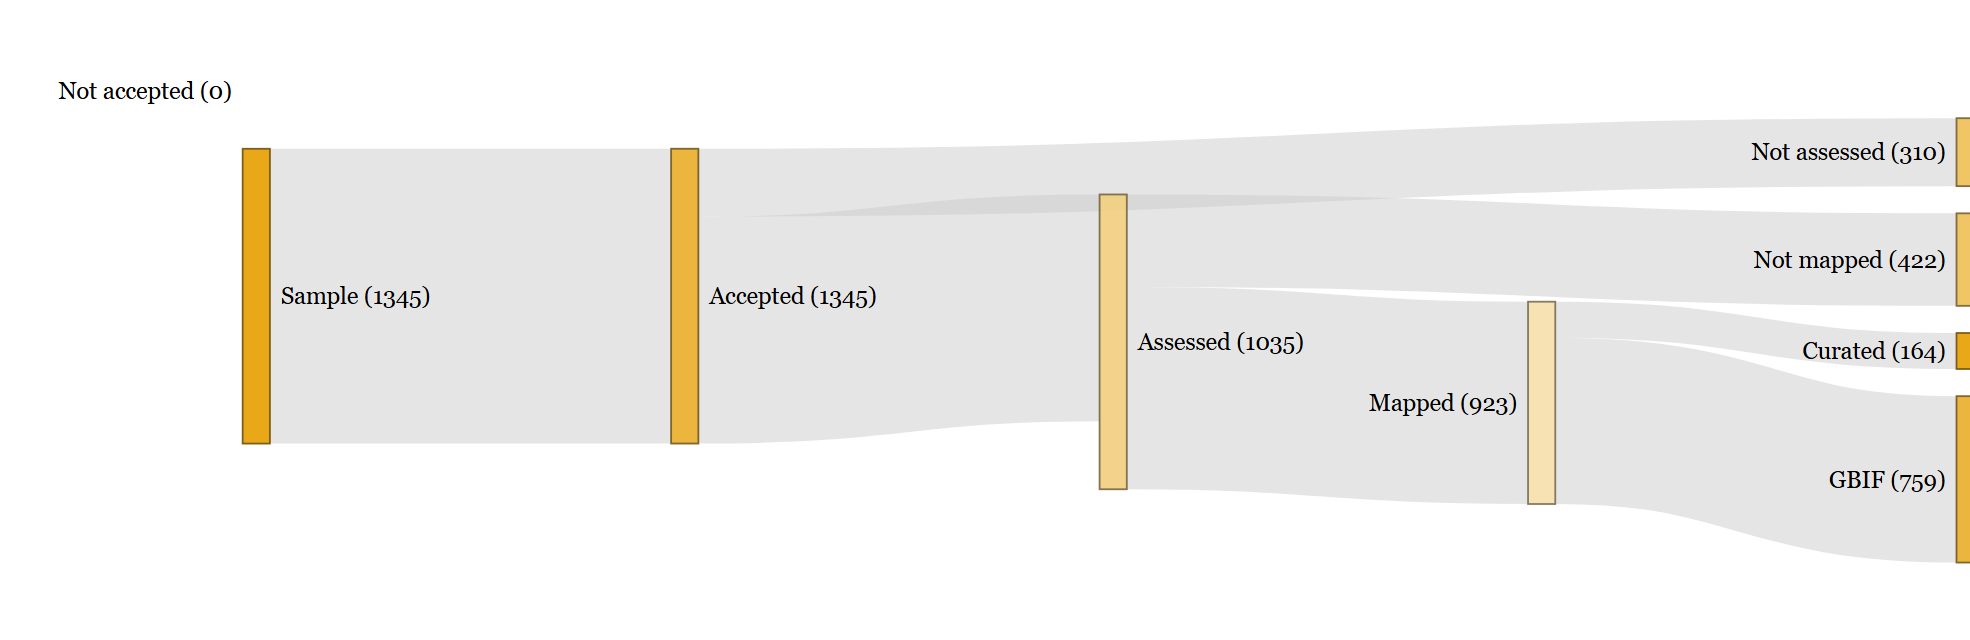 Not accepted (0)
Sample (1345)
Accepted (1345)
Assessed (1035)
Mapped (923)
Not assessed (310)
Not mapped (422)
Curated (164)
GBIF (759)